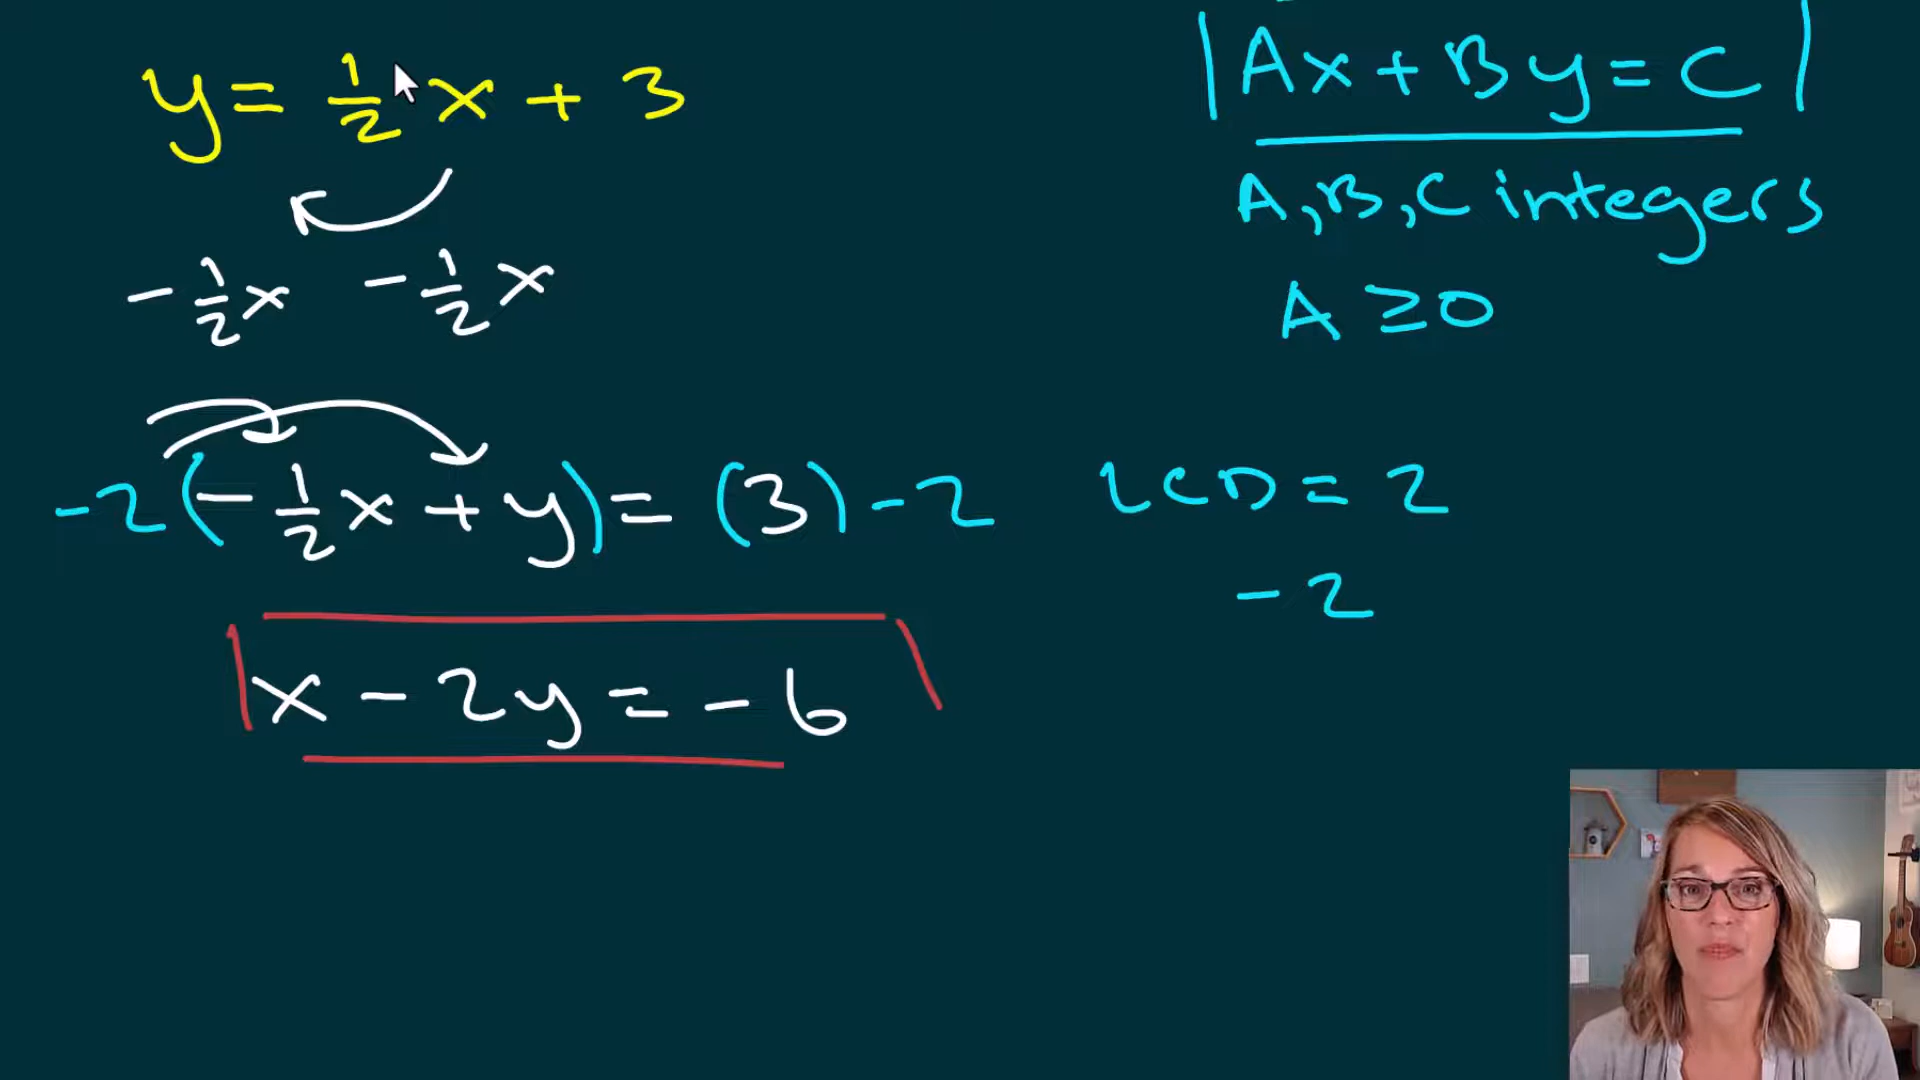 y = 1/2 x + 3
|Ax + By = C|
A, B, C integers
A ≥ 0
- 1/2 x - 1/2 x
-2(- 1/2 x + y) = (3) -2
LCD = 2
-2
x - 2y = -6